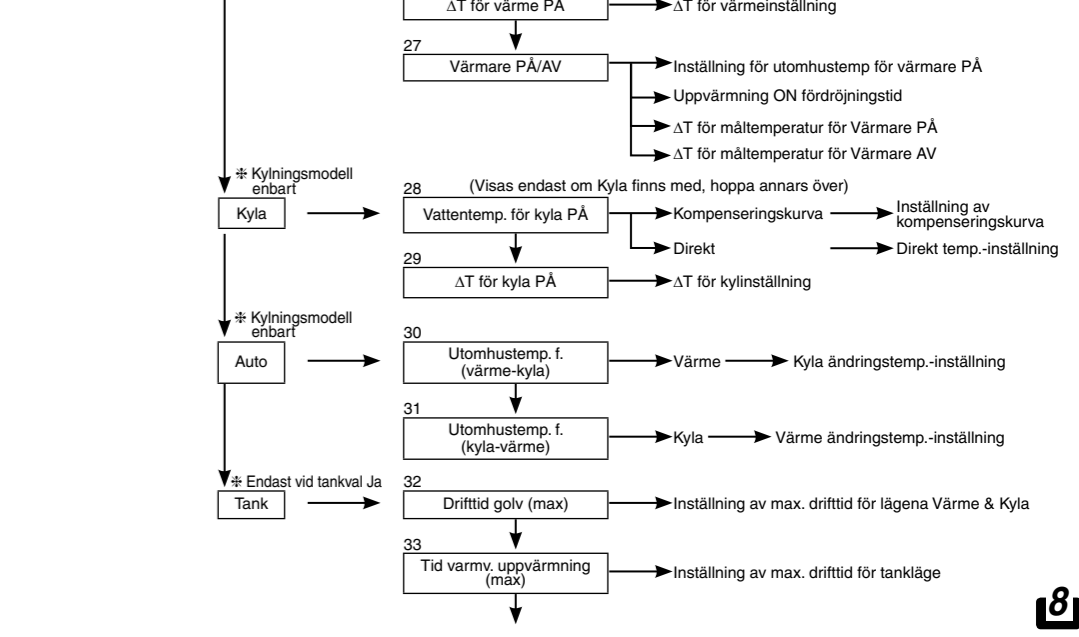 ΔT för värme PÅ
ΔT för värmeinställning
27
Värmare PÅ/AV
Inställning för utomhustemp för värmare PÅ
Uppvärmning ON fördröjningstid
ΔT för måltemperatur för Värmare PÅ
ΔT för måltemperatur för Värmare AV
❉ Kylningsmodell
enbart
Kyla
28
(Visas endast om Kyla finns med, hoppa annars över)
Vattentemp. för kyla PÅ
Kompenseringskurva
Inställning av
kompenseringskurva
Direkt
Direkt temp.-inställning
29
ΔT för kyla PÅ
ΔT för kylinställning
❉ Kylningsmodell
enbart
Auto
30
Utomhustemp. f.
(värme-kyla)
Värme
Kyla ändringstemp.-inställning
31
Utomhustemp. f.
(kyla-värme)
Kyla
Värme ändringstemp.-inställning
❉ Endast vid tankval Ja
Tank
32
Drifttid golv (max)
Inställning av max. drifttid för lägena Värme & Kyla
33
Tid varmv. uppvärmning
(max)
Inställning av max. drifttid för tankläge
8